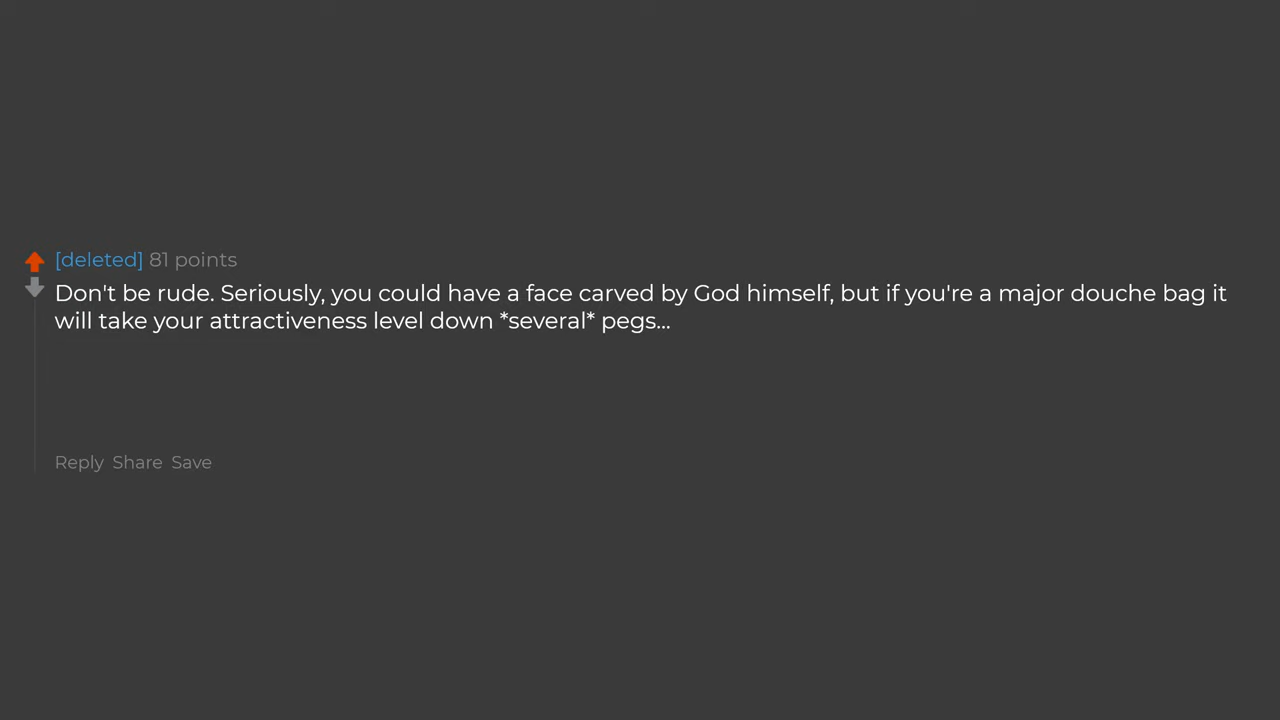 [deleted] 81 points
Don't be rude. Seriously, you could have a face carved by God himself, but if you're a major douche bag it
will take your attractiveness level down *several* pegs...
Reply Share Save